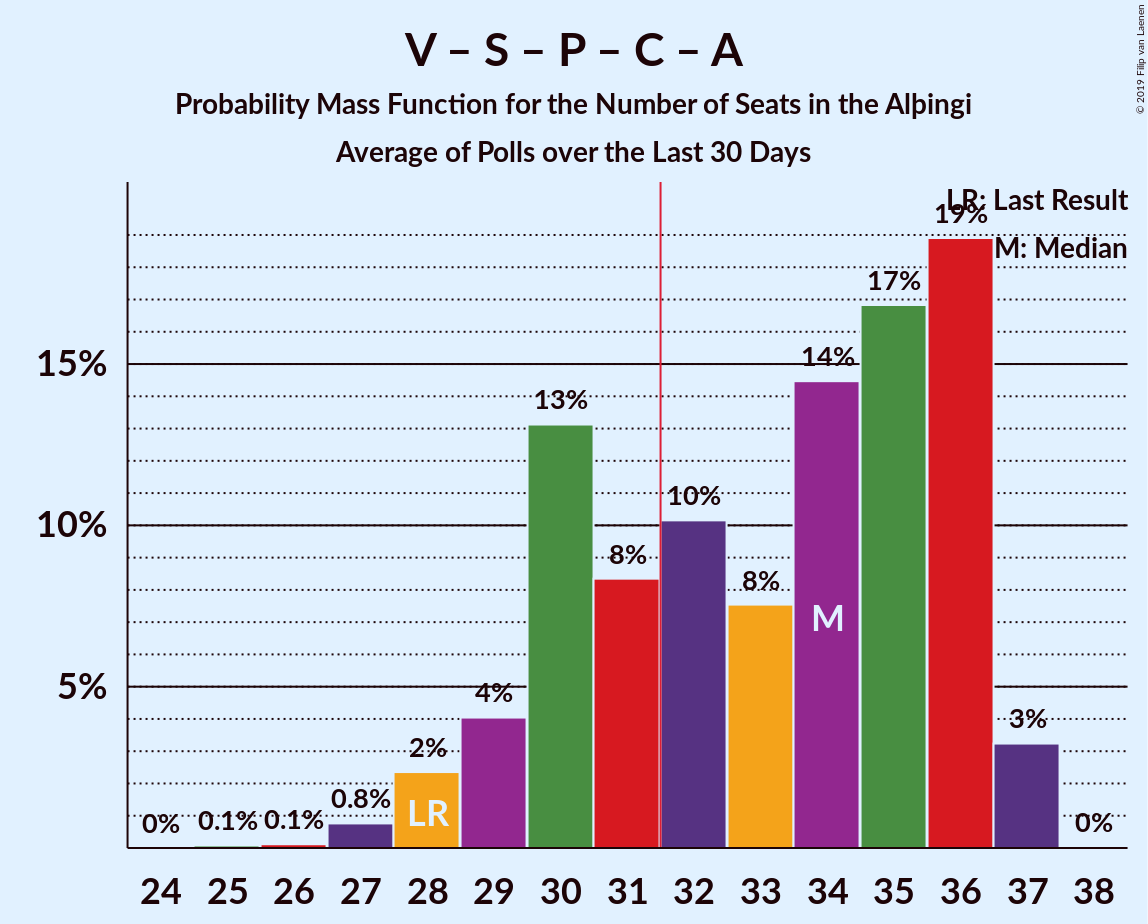 V – S – P – C – A
Probability Mass Function for the Number of Seats in the Alþingi
Average of Polls over the Last 30 Days
© 2019 Filip van Laenen
LR: Last Result
M: Median
15%
10%
5%
0%
0.1%
0.1%
0.8%
2%
4%
13%
8%
10%
8%
14%
17%
19%
3%
0%
LR
M
24 25 26 27 28 29 30 31 32 33 34 35 36 37 38